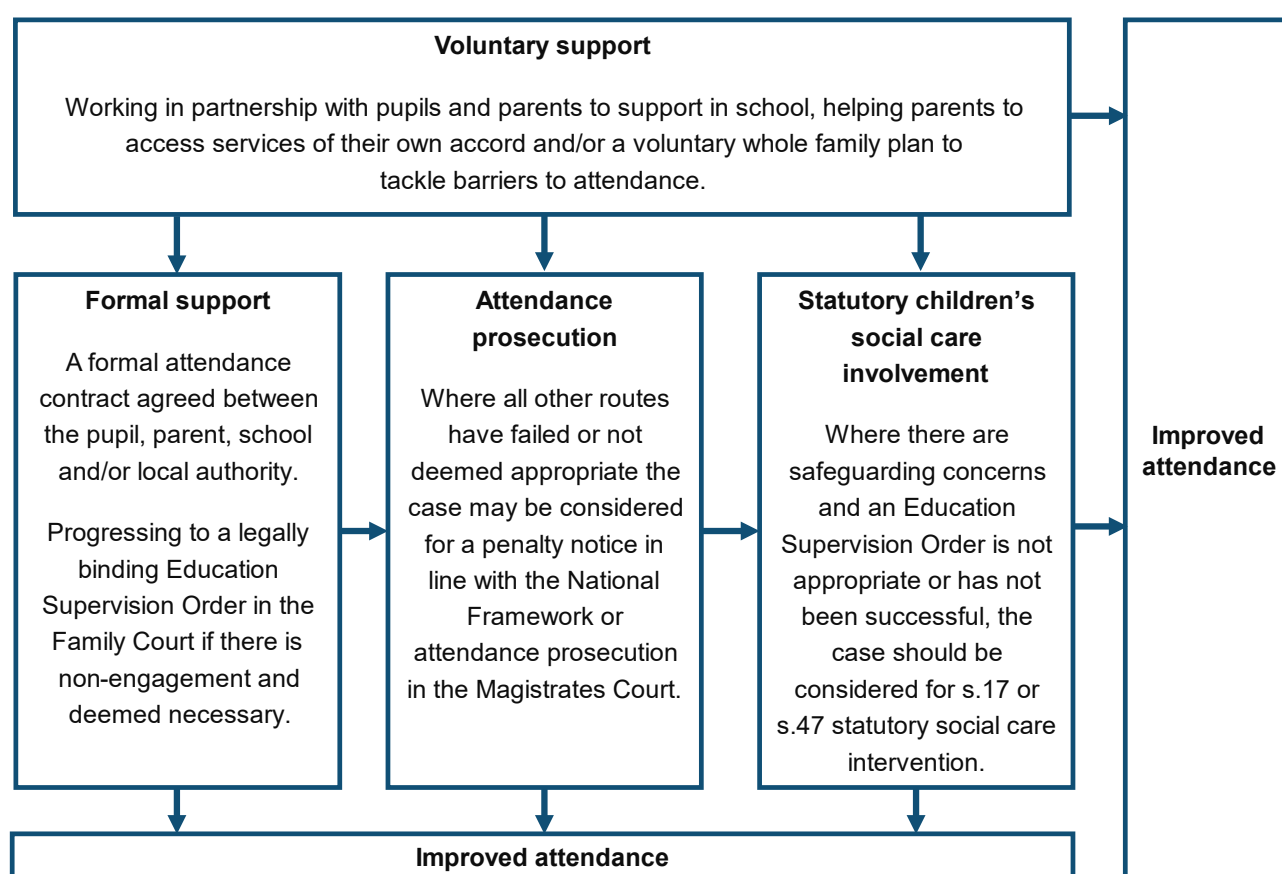 Voluntary support
Working in partnership with pupils and parents to support in school, helping parents to
access services of their own accord and/or a voluntary whole family plan to
tackle barriers to attendance.
Formal support
A formal attendance
contract agreed between
the pupil, parent, school
and/or local authority.
Progressing to a legally
binding Education
Supervision Order in the
Family Court if there is
non-engagement and
deemed necessary.
Attendance
prosecution
Where all other routes
have failed or not
deemed appropriate the
case may be considered
for a penalty notice in
line with the National
Framework or
attendance prosecution
in the Magistrates Court.
Statutory children’s
social care
involvement
Where there are
safeguarding concerns
and an Education
Supervision Order is not
appropriate or has not
been successful, the
case should be
considered for s.17 or
s.47 statutory social care
intervention.
Improved
attendance
Improved attendance